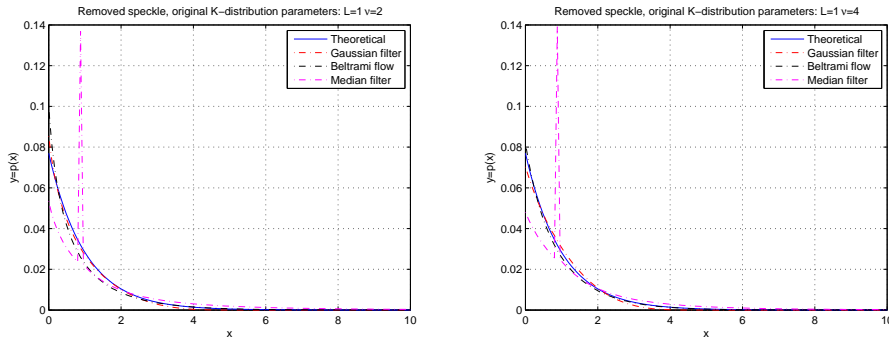 Removed speckle, original K−distribution parameters: L=1 ν=2
0.14
0.12
0.1
0.08
0.06
0.04
0.02
0
y=p(x)
Theoretical
Gaussian filter
Beltrami flow
Median filter
0 2 4 6 8 10
x
Removed speckle, original K−distribution parameters: L=1 ν=4
0.14
0.12
0.1
0.08
0.06
0.04
0.02
0
y=p(x)
Theoretical
Gaussian filter
Beltrami flow
Median filter
0 2 4 6 8 10
x